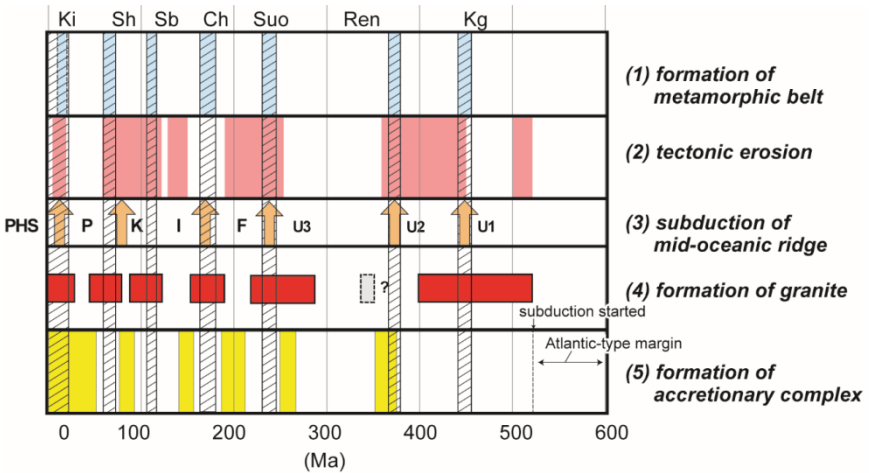 Ki Sh Sb Ch Suo Ren Kg
(1) formation of
metamorphic belt
(2) tectonic erosion
PHS P K I F U3 U2 U1
(3) subduction of
mid-oceanic ridge
?
(4) formation of granite
subduction started
Atlantic-type margin
(5) formation of
accretionary complex
0 100 200 300 400 500 600
(Ma)